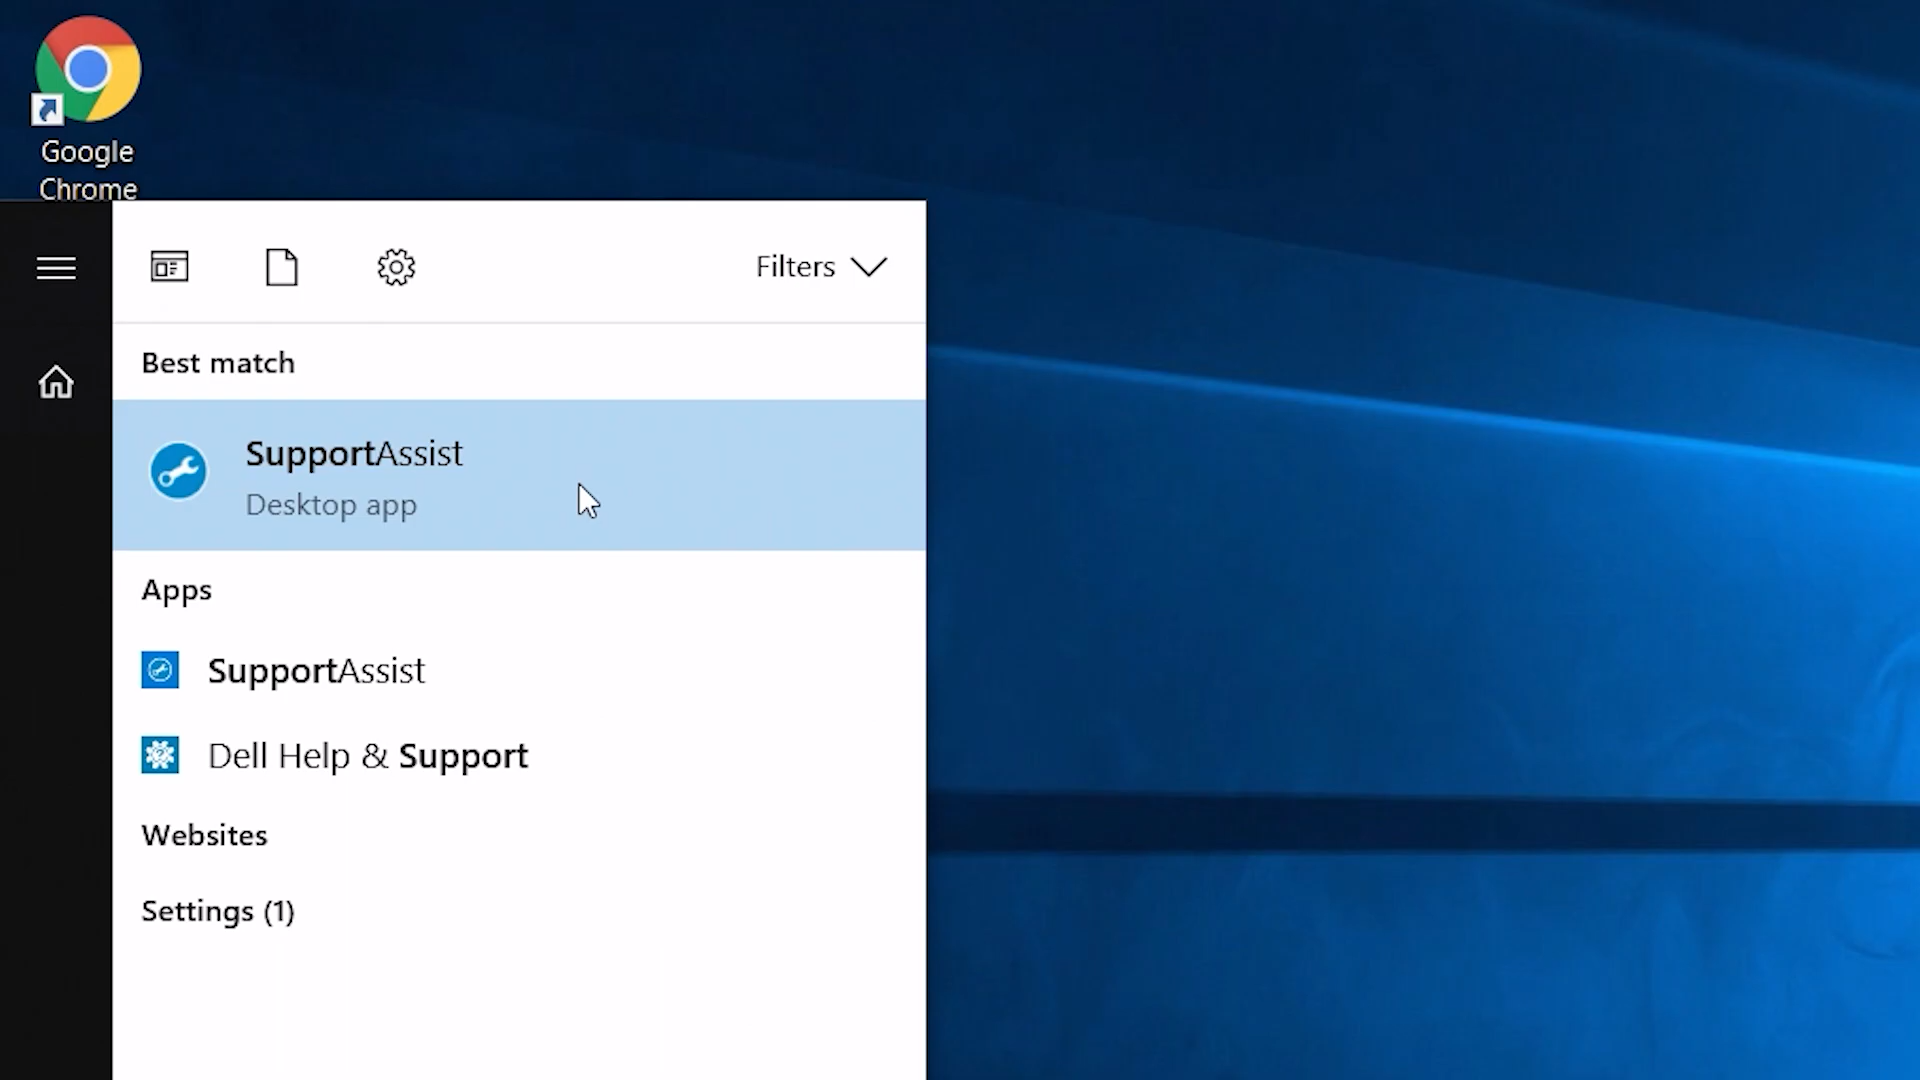 Google
Chrome
Filters
Best match
SupportAssist
Desktop app
Apps
SupportAssist
Dell Help & Support
Websites
Settings (1)